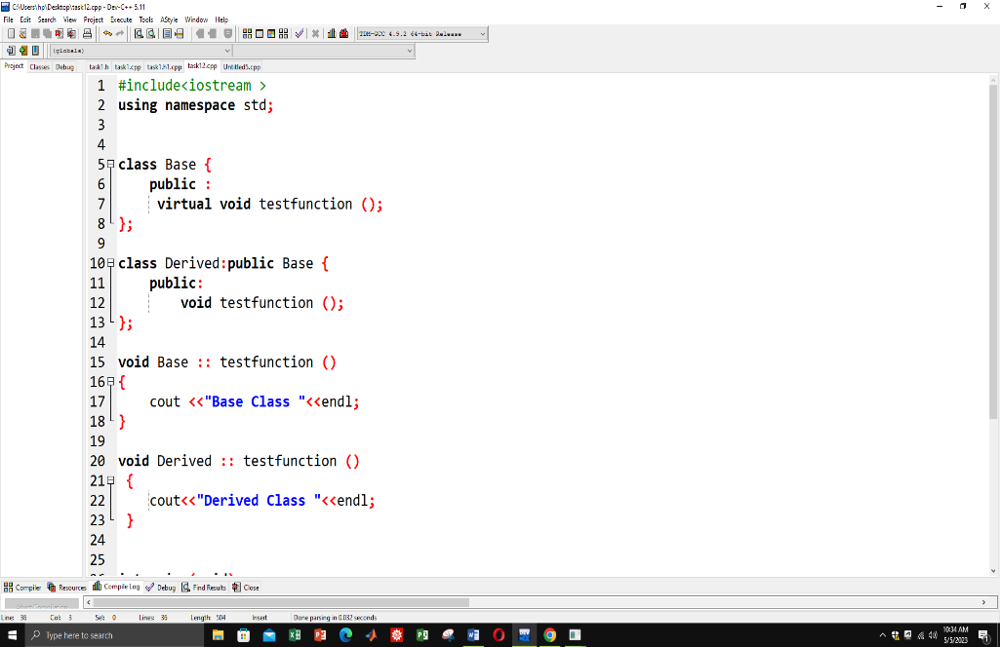 C:\Users\hp\Desktop\task12.cpp - Dev-C++ 5.11
File Edit Search View Project Execute Tools AStyle Window Help
TDM-GCC 4.9.2 64-bit Release
(globals)
Project Classes Debug task1.h task1.cpp task1.h1.cpp task12.cpp Untitled5.cpp
1 #include<iostream >
2 using namespace std;
3
4
5 class Base {
6 public :
7 virtual void testfunction ();
8 };
9
10 class Derived:public Base {
11 public:
12 void testfunction ();
13 };
14
15 void Base :: testfunction ()
16 {
17 cout <<"Base Class "<<endl;
18 }
19
20 void Derived :: testfunction ()
21 {
22 cout<<"Derived Class "<<endl;
23 }
24
25
Compiler Resources Compile Log Debug Find Results Close
Abort Compilation
Line: 36 Col: 3 Sel: 0 Lines: 36 Length: 504 Insert Done parsing in 0.032 seconds
Type here to search
10:34 AM
5/5/2023